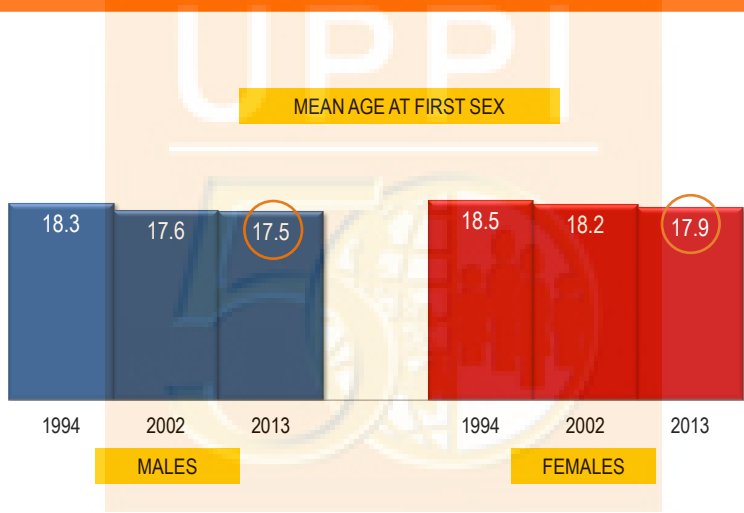 UPPI
MEAN AGE AT FIRST SEX
50
18.3 17.6 17.5 18.5 18.2 17.9
1994 2002 2013 1994 2002 2013
MALES FEMALES